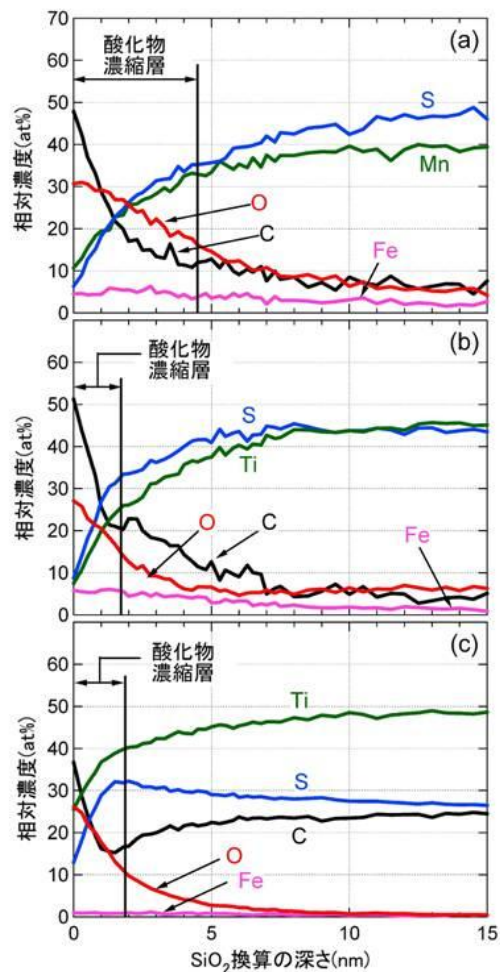 70
60
50
40
30
20
10
0
相対濃度(at%)
酸化物
濃縮層
(a)
S
Mn
O
C
Fe
60
50
40
30
20
10
0
相対濃度(at%)
酸化物
濃縮層
(b)
S
Ti
O
C
Fe
60
50
40
30
20
10
0
相対濃度(at%)
酸化物
濃縮層
(c)
Ti
S
C
O
Fe
0 5 10 15
SiO₂換算の深さ(nm)